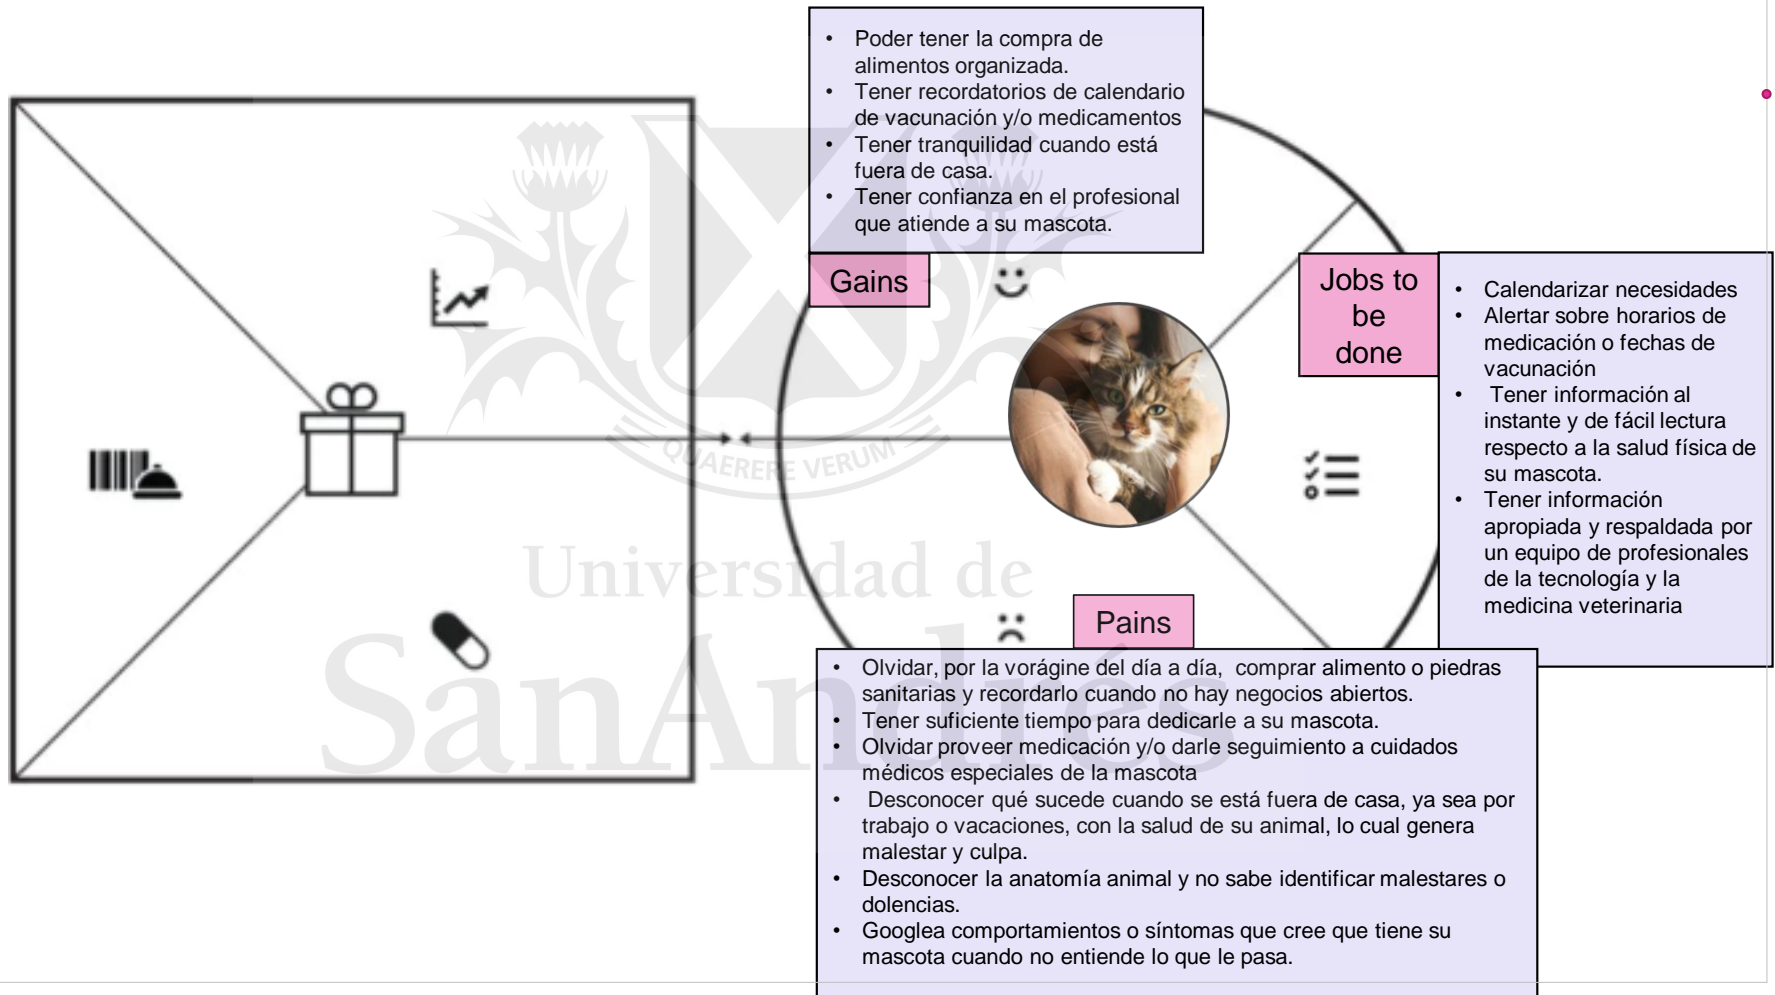 • Poder tener la compra de
alimentos organizada.
• Tener recordatorios de calendario
de vacunación y/o medicamentos
• Tener tranquilidad cuando está
fuera de casa.
• Tener confianza en el profesional
que atiende a su mascota.
Gains
Jobs to
be
done
• Calendarizar necesidades
• Alertar sobre horarios de
medicación o fechas de
vacunación
• Tener información al
instante y de fácil lectura
respecto a la salud física de
su mascota.
• Tener información
apropiada y respaldada por
un equipo de profesionales
de la tecnología y la
medicina veterinaria
Pains
• Olvidar, por la vorágine del día a día, comprar alimento o piedras
sanitarias y recordarlo cuando no hay negocios abiertos.
• Tener suficiente tiempo para dedicarle a su mascota.
• Olvidar proveer medicación y/o darle seguimiento a cuidados
médicos especiales de la mascota
• Desconocer qué sucede cuando se está fuera de casa, ya sea por
trabajo o vacaciones, con la salud de su animal, lo cual genera
malestar y culpa.
• Desconocer la anatomía animal y no sabe identificar malestares o
dolencias.
• Googlea comportamientos o síntomas que cree que tiene su
mascota cuando no entiende lo que le pasa.
QUAERERE VERUM
Universidad de
SanAndrés